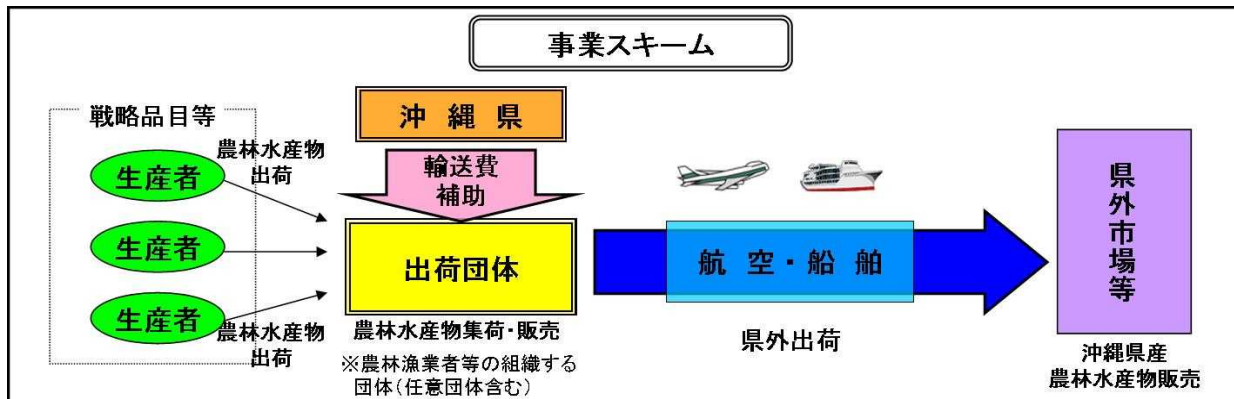 事業スキーム
戦略品目等
生産者
生産者
生産者
農林水産物
出荷
農林水産物
出荷
沖縄県
輸送費
補助
出荷団体
農林水産物集荷・販売
※農林漁業者等の組織する
団体(任意団体含む)
航空・船舶
県外出荷
県外市場等
沖縄県産
農林水産物販売